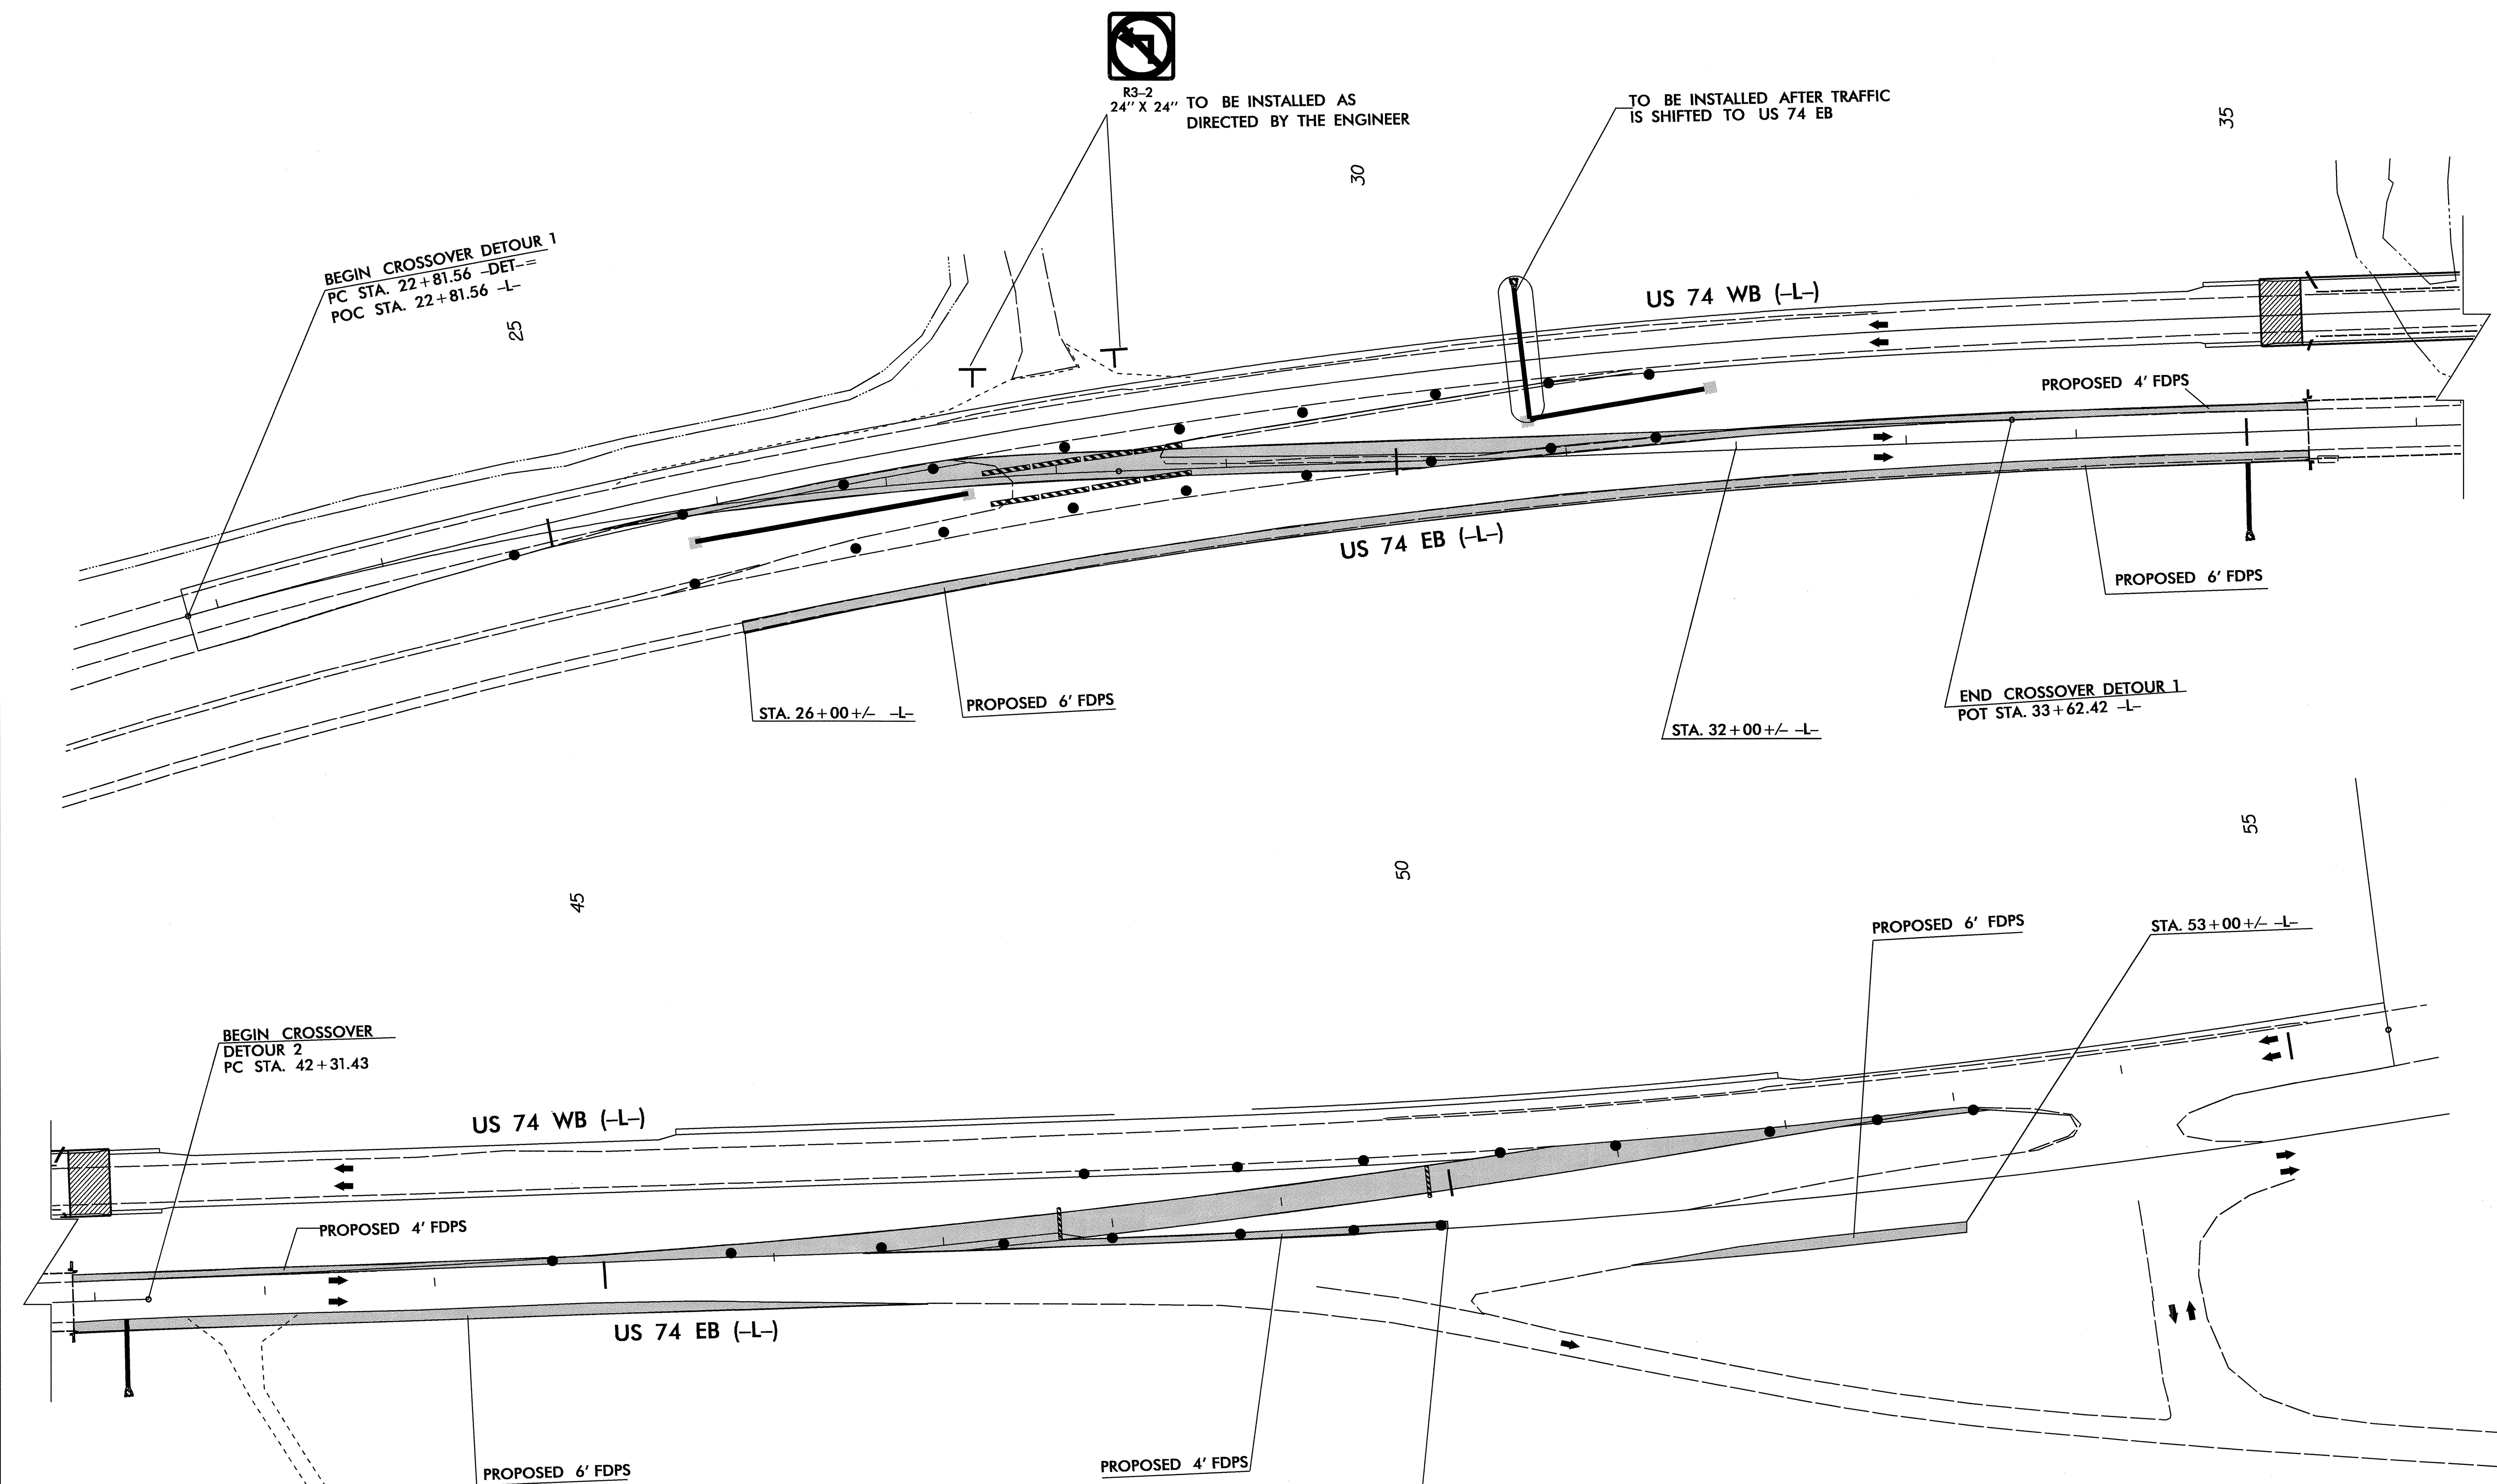 R3–2
24" X 24"
TO BE INSTALLED AS
DIRECTED BY THE ENGINEER
TO BE INSTALLED AFTER TRAFFIC
IS SHIFTED TO US 74 EB
35
30
BEGIN CROSSOVER DETOUR 1
PC STA. 22+81.56 –DET– =
POC STA. 22+81.56 –L–
25
US 74 WB (–L–)
PROPOSED 4' FDPS
US 74 EB (–L–)
PROPOSED 6' FDPS
STA. 26+00 +/– –L–
PROPOSED 6' FDPS
END CROSSOVER DETOUR 1
POT STA. 33+62.42 –L–
STA. 32+00 +/– –L–
55
50
45
PROPOSED 6' FDPS
STA. 53+00 +/– –L–
BEGIN CROSSOVER
DETOUR 2
PC STA. 42+31.43
US 74 WB (–L–)
PROPOSED 4' FDPS
US 74 EB (–L–)
PROPOSED 6' FDPS
PROPOSED 4' FDPS